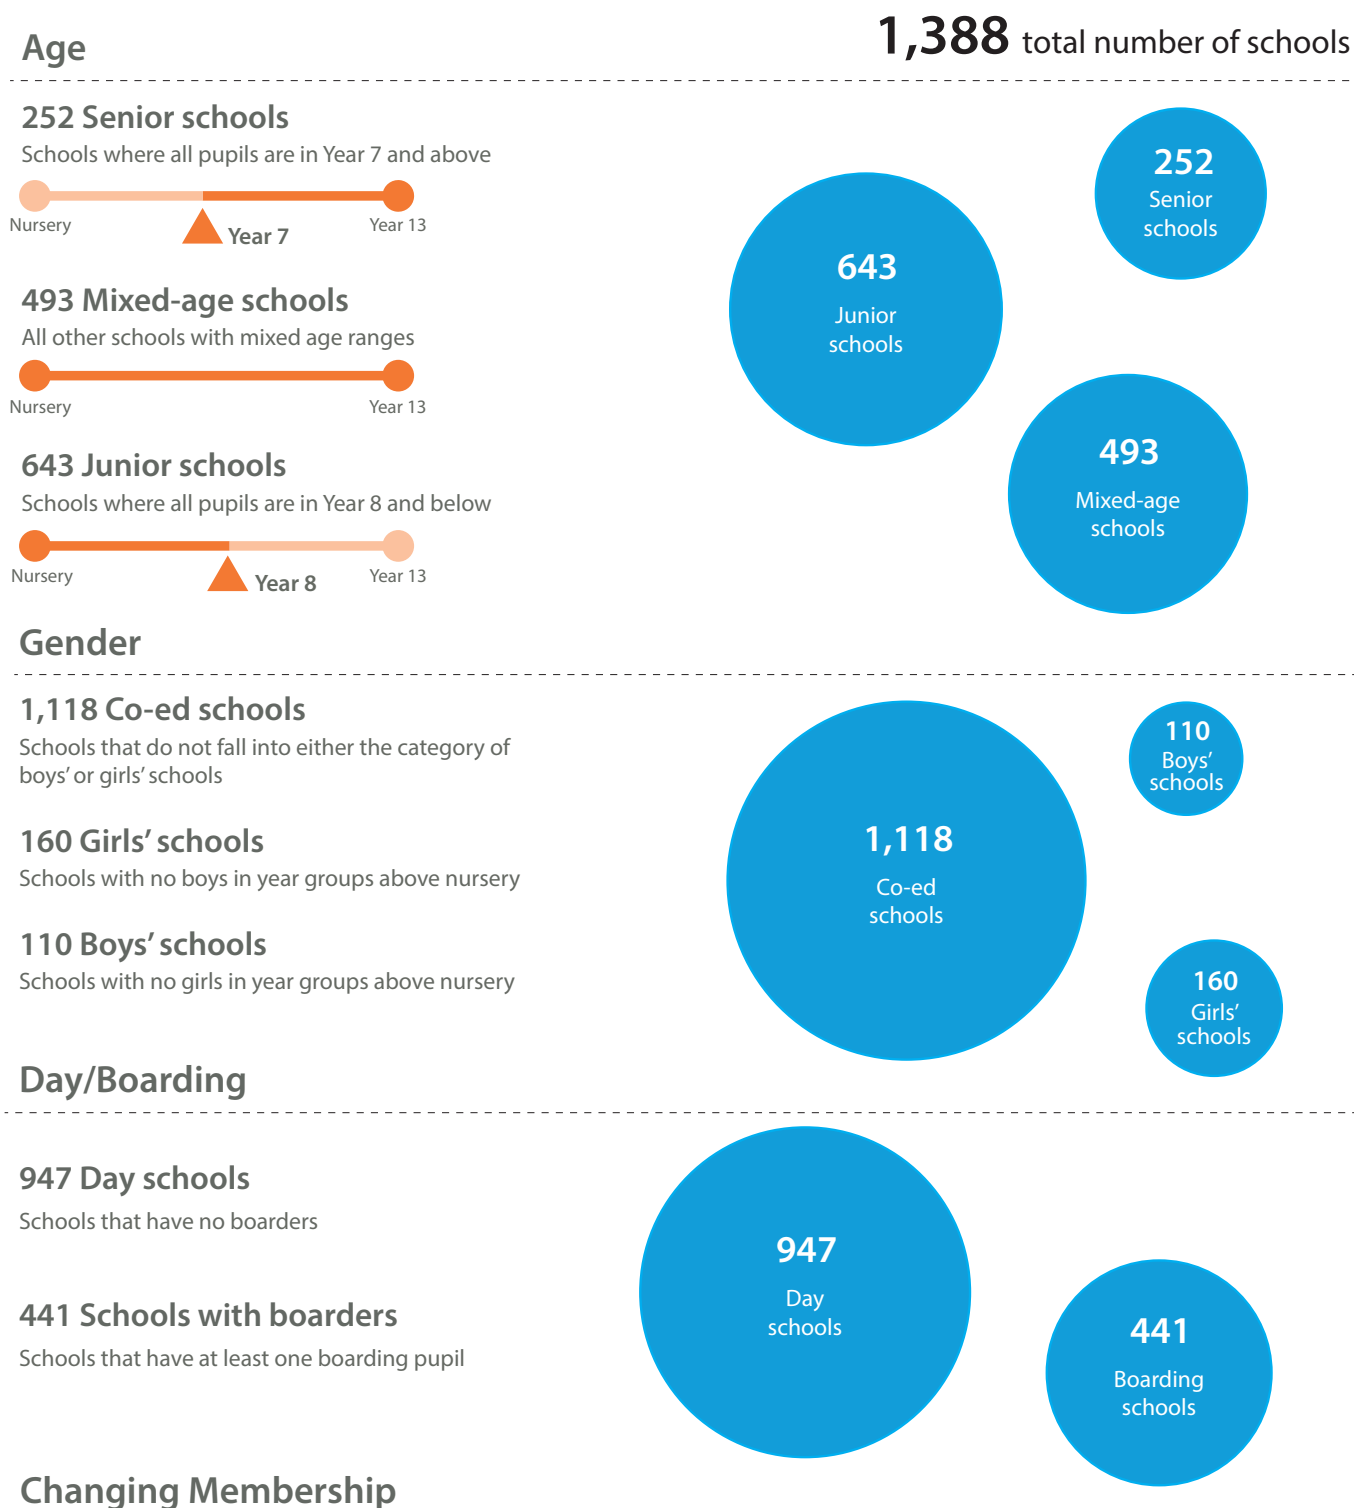 Age
1,388 total number of schools
252 Senior schools
Schools where all pupils are in Year 7 and above
Nursery
Year 7
Year 13
493 Mixed-age schools
All other schools with mixed age ranges
Nursery
Year 13
643 Junior schools
Schools where all pupils are in Year 8 and below
Nursery
Year 8
Year 13
252
Senior
schools
643
Junior
schools
493
Mixed-age
schools
Gender
1,118 Co-ed schools
Schools that do not fall into either the category of
boys’ or girls’ schools
160 Girls’ schools
Schools with no boys in year groups above nursery
110 Boys’ schools
Schools with no girls in year groups above nursery
110
Boys’
schools
1,118
Co-ed
schools
160
Girls’
schools
Day/Boarding
947 Day schools
Schools that have no boarders
441 Schools with boarders
Schools that have at least one boarding pupil
947
Day
schools
441
Boarding
schools
Changing Membership